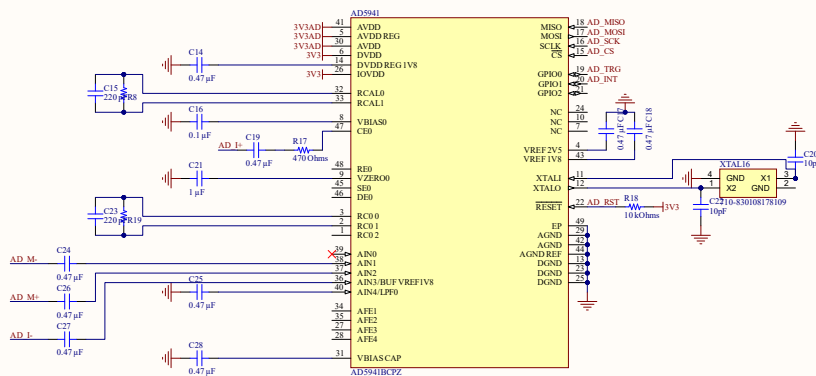 AD5941
3V3AD 41 AVDD MISO 18 AD_MISO
5 AVDD REG MOSI 17 AD_MOSI
3V3AD 30 AVDD SCLK 16 AD_SCK
3V3 6 DVDD CS 15 AD_CS
C14 14 DVDD REG 1V8
0.47 µF 3V3 26 IOVDD GPIO0 19 AD_TRG
GPIO1 20 AD_INT
GPIO2 21
C15 32 RCAL0
220 p R8 33 RCAL1 NC 24
NC 10
NC 7
C16 8 VBIAS0
0.1 µF 47 CE0
0.47 µF C17 0.47 µF C18
AD_I+ C19 R17 VREF 2V5 4
0.47 µF 470 Ohms VREF 1V8 43
C20
10p
48 RE0
C21 9 VZERO0 XTALI 11
1 µF 45 SE0 XTALO 12
46 DE0
XTAL16
4 GND X1 3
1 X2 GND 2
710-830108178109
C22
10pF
C23 3 RC0 0 RESET 22 AD_RST R18 3V3
220 p R19 2 RC0 1 10 kOhms
1 RC0 2
EP 49
AGND 29
39 AIN0 AGND 42
AD_M- C24 38 AIN1 AGND REF 44
0.47 µF 37 AIN2 DGND 13
36 AIN3/BUF VREF1V8 DGND 23
40 AIN4/LPF0 DGND 25
AD_M+ C26
0.47 µF
C25
0.47 µF
34 AFE1
35 AFE2
27 AFE3
28 AFE4
AD_I- C27
0.47 µF
C28 31 VBIAS CAP
0.47 µF
AD5941BCPZ